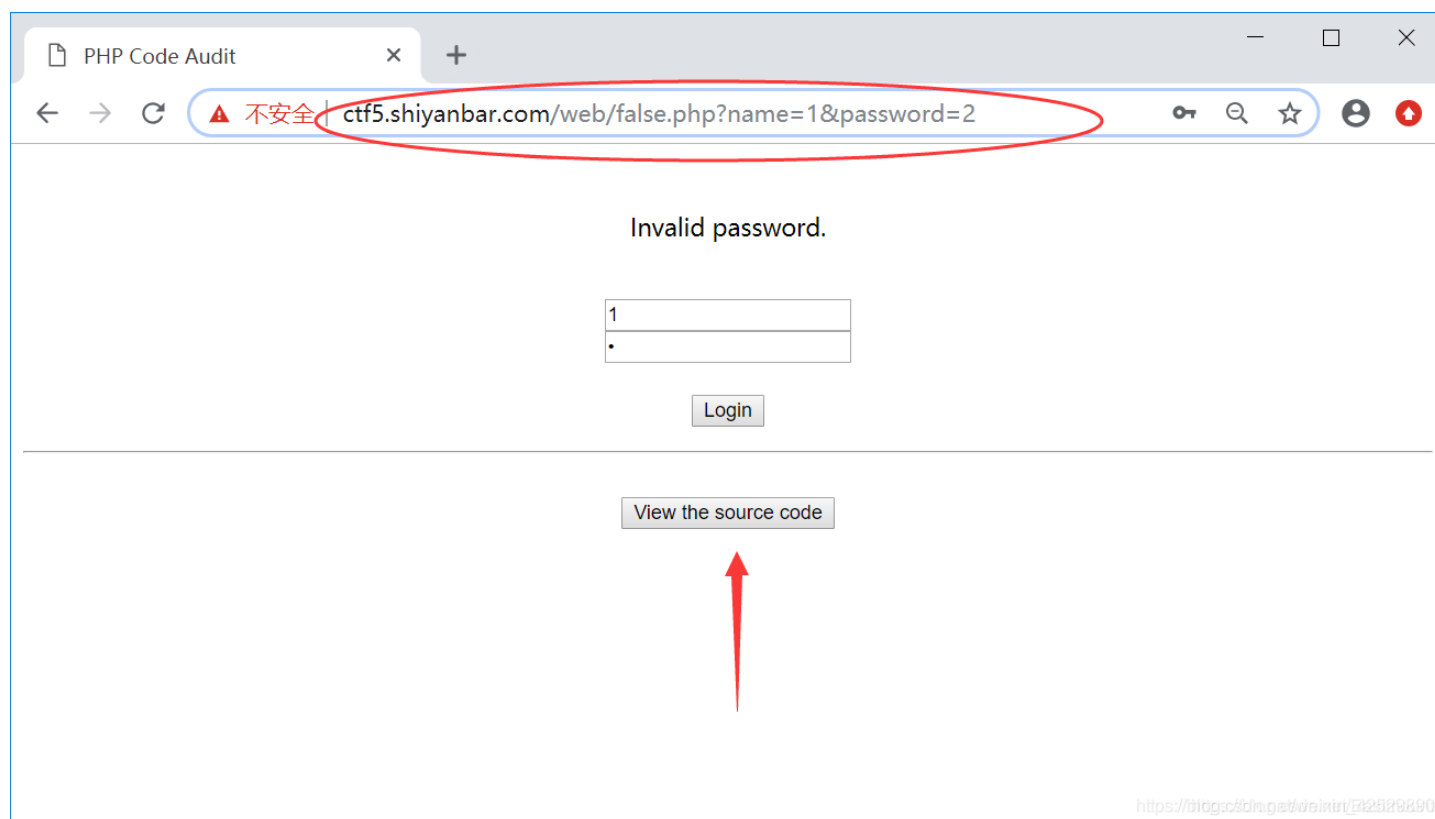 PHP Code Audit
不安全 ctf5.shiyanbar.com/web/false.php?name=1&password=2
Invalid password.
1
Login
View the source code